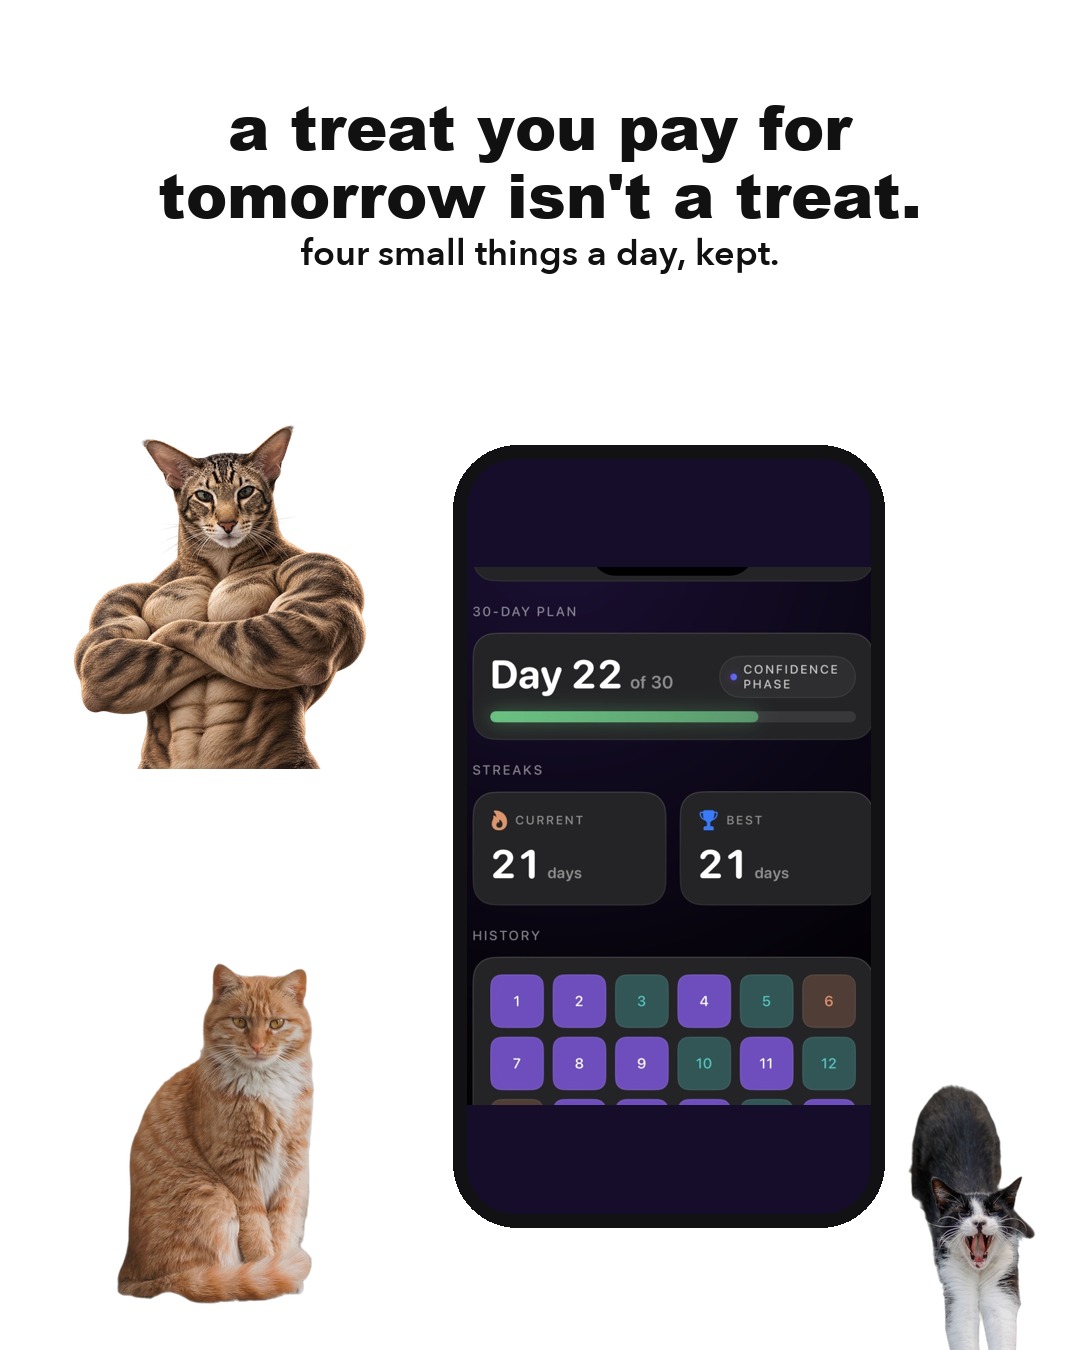 a treat you pay for
tomorrow isn't a treat.
four small things a day, kept.
30-DAY PLAN
Day 22 of 30
CONFIDENCE
PHASE
STREAKS
CURRENT
21 days
BEST
21 days
HISTORY
1 2 3 4 5 6
7 8 9 10 11 12